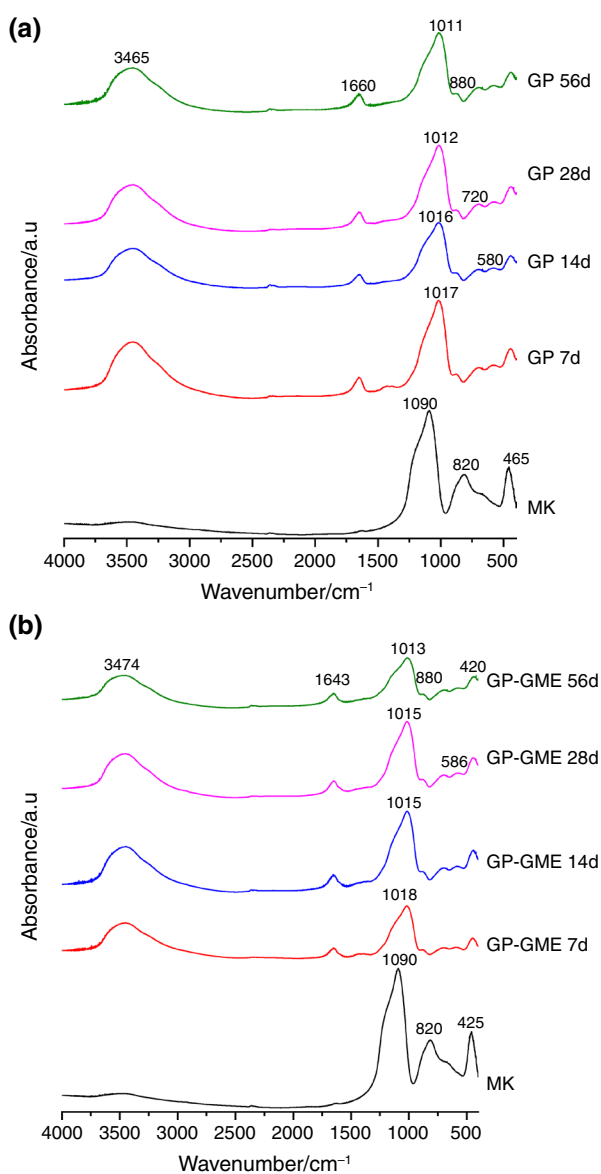 (a)
3465
1660
1011
880
GP 56d
1012
720
GP 28d
1016
580
GP 14d
1017
GP 7d
1090
820
465
MK
Absorbance/a.u
4000 3500 3000 2500 2000 1500 1000 500
Wavenumber/cm⁻¹
(b)
3474
1643
1013
880
420
GP-GME 56d
1015
586
GP-GME 28d
1015
GP-GME 14d
1018
GP-GME 7d
1090
820
425
MK
Absorbance/a.u
4000 3500 3000 2500 2000 1500 1000 500
Wavenumber/cm⁻¹